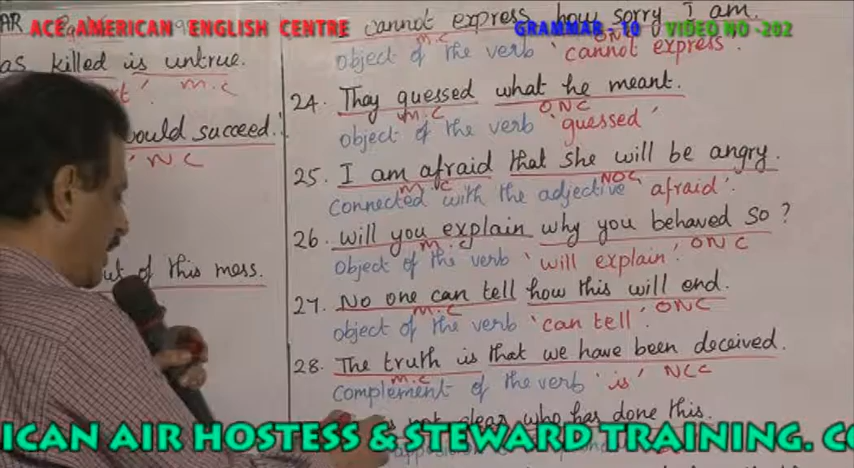 AR
ACE AMERICAN ENGLISH CENTRE
GRAMMAR - 10 VIDEO NO -202
as killed is untrue.
M.C
would succeed.
NC
out of this mess.
cannot express how sorry I am.
M.C ONC
object of the verb 'cannot express'.
24. They guessed what he meant.
M.C ONC
object of the verb 'guessed'
25. I am afraid that she will be angry.
M.C NOC
connected with the adjective 'afraid'.
26. will you explain why you behaved so?
M.C ONC
object of the verb 'will explain'.
27. No one can tell how this will end.
M.C ONC
object of the verb 'can tell'.
28. The truth is that we have been deceived.
M.C NCC
complement of the verb 'is'
not clear who has done this.
ICAN AIR HOSTESS & STEWARD TRAINING. CO